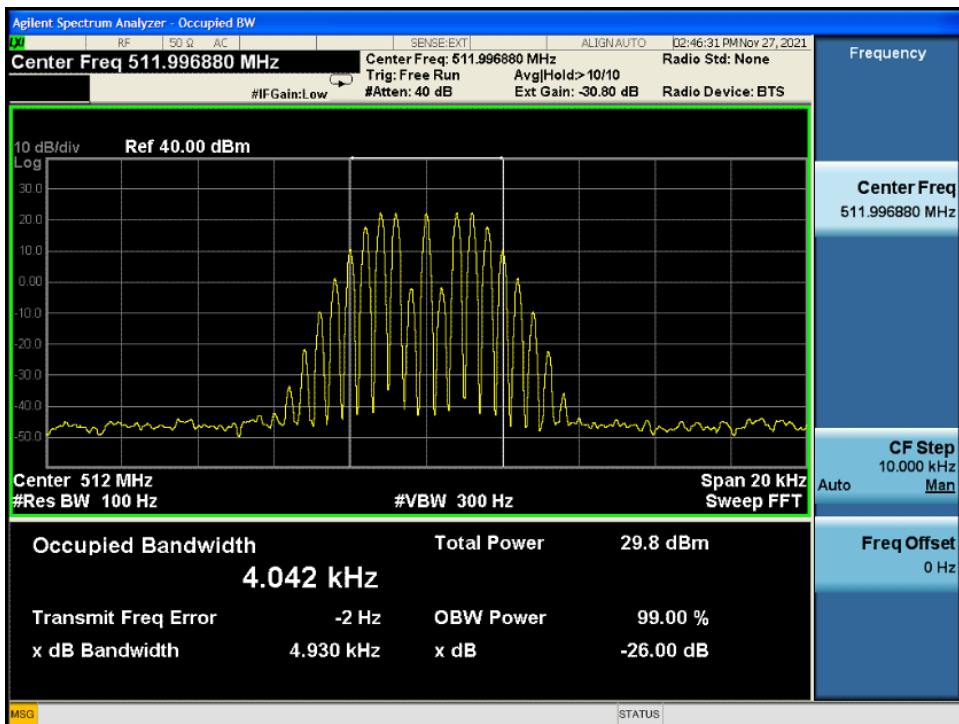 Agilent Spectrum Analyzer - Occupied BW
LXI RF 50 Ω AC SENSE:EXT ALIGN AUTO 02:46:31 PM Nov 27, 2021
Center Freq 511.996880 MHz
Center Freq: 511.996880 MHz Radio Std: None
Trig: Free Run Avg|Hold:> 10/10
#IFGain:Low #Atten: 40 dB Ext Gain: -30.80 dB Radio Device: BTS
10 dB/div Ref 40.00 dBm
Log
30.0
20.0
10.0
0.00
-10.0
-20.0
-30.0
-40.0
-50.0
Center 512 MHz Span 20 kHz
#Res BW 100 Hz #VBW 300 Hz Sweep FFT
Occupied Bandwidth Total Power 29.8 dBm
4.042 kHz
Transmit Freq Error -2 Hz OBW Power 99.00 %
x dB Bandwidth 4.930 kHz x dB -26.00 dB
MSG STATUS
Frequency
Center Freq
511.996880 MHz
CF Step
10.000 kHz
Auto Man
Freq Offset
0 Hz